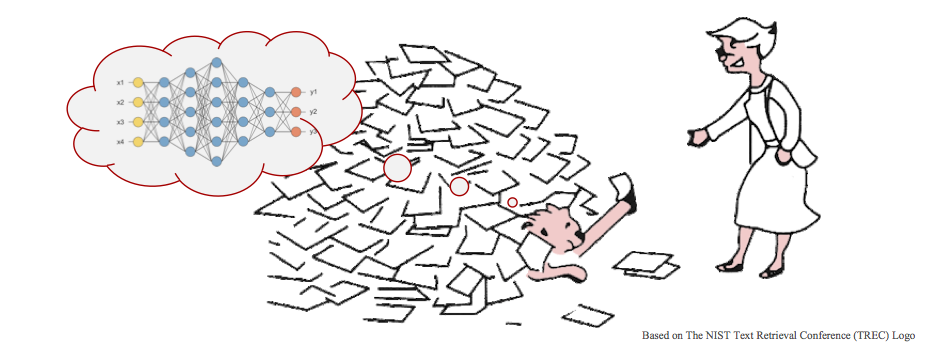 x1
x2
x3
x4
y1
y2
y3
Based on The NIST Text Retrieval Conference (TREC) Logo